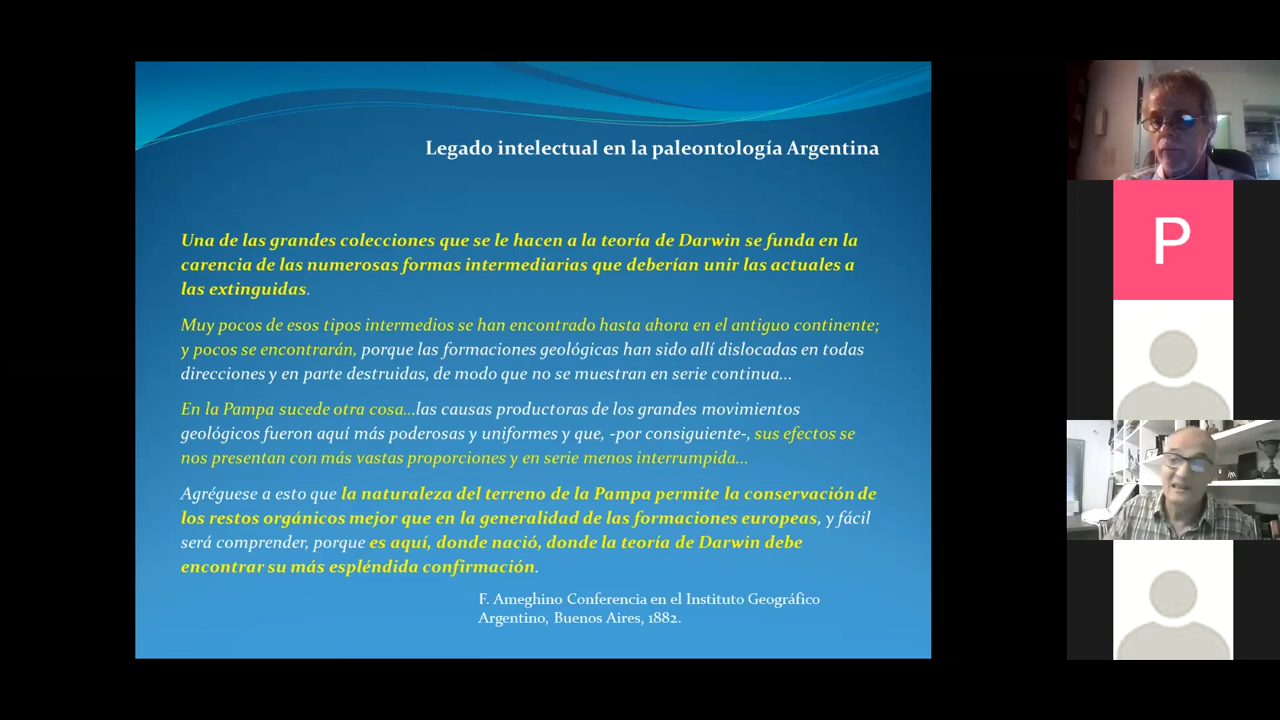 Legado intelectual en la paleontología Argentina
Una de las grandes colecciones que se le hacen a la teoría de Darwin se funda en la
carencia de las numerosas formas intermediarias que deberían unir las actuales a
las extinguidas.
Muy pocos de esos tipos intermedios se han encontrado hasta ahora en el antiguo continente;
y pocos se encontrarán, porque las formaciones geológicas han sido allí dislocadas en todas
direcciones y en parte destruidas, de modo que no se muestran en serie continua...
En la Pampa sucede otra cosa...las causas productoras de los grandes movimientos
geológicos fueron aquí más poderosas y uniformes y que, -por consiguiente-, sus efectos se
nos presentan con más vastas proporciones y en serie menos interrumpida...
Agréguese a esto que la naturaleza del terreno de la Pampa permite la conservación de
los restos orgánicos mejor que en la generalidad de las formaciones europeas, y fácil
será comprender, porque es aquí, donde nació, donde la teoría de Darwin debe
encontrar su más espléndida confirmación.
F. Ameghino Conferencia en el Instituto Geográfico
Argentino, Buenos Aires, 1882.
P